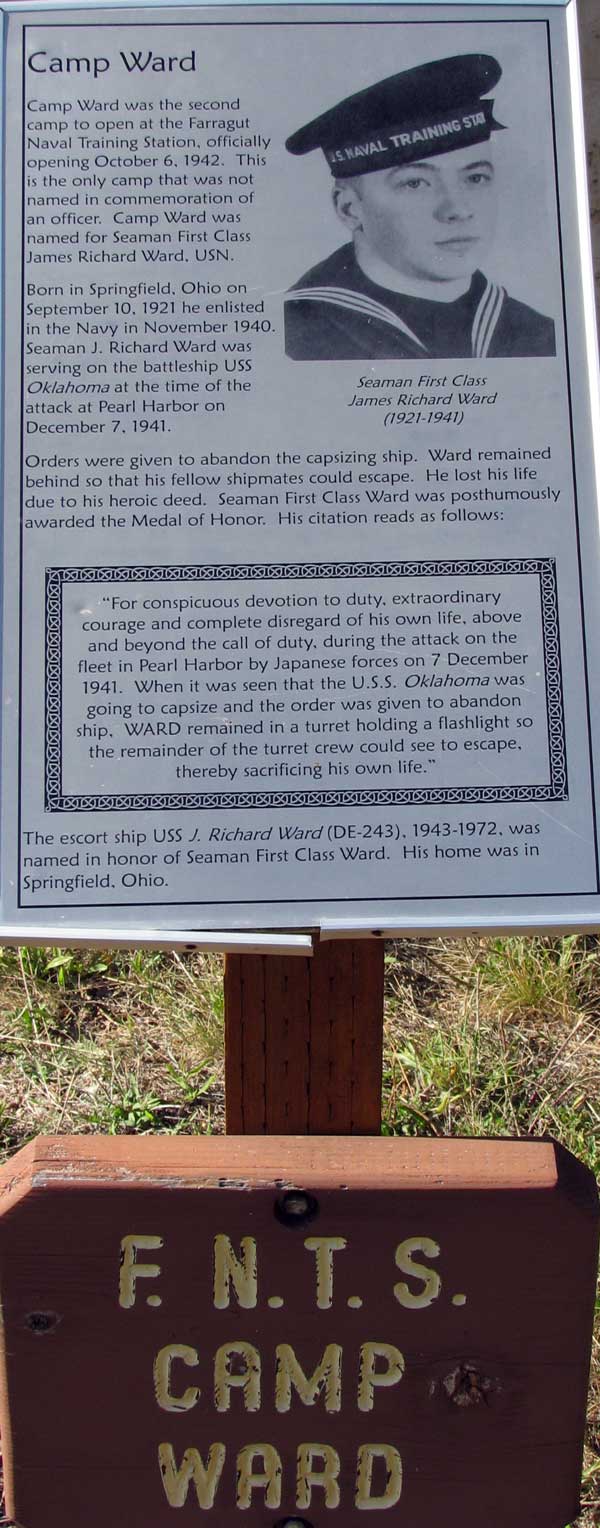 Camp Ward
Camp Ward was the second
camp to open at the Farragut
Naval Training Station, officially
opening October 6, 1942. This
is the only camp that was not
named in commemoration of
an officer. Camp Ward was
named for Seaman First Class
James Richard Ward, USN.
U.S. NAVAL TRAINING STA
Born in Springfield, Ohio on
September 10, 1921 he enlisted
in the Navy in November 1940.
Seaman J. Richard Ward was
serving on the battleship USS
Oklahoma at the time of the
attack at Pearl Harbor on
December 7, 1941.
Seaman First Class
James Richard Ward
(1921-1941)
Orders were given to abandon the capsizing ship. Ward remained
behind so that his fellow shipmates could escape. He lost his life
due to his heroic deed. Seaman First Class Ward was posthumously
awarded the Medal of Honor. His citation reads as follows:
"For conspicuous devotion to duty, extraordinary
courage and complete disregard of his own life, above
and beyond the call of duty, during the attack on the
fleet in Pearl Harbor by Japanese forces on 7 December
1941. When it was seen that the U.S.S. Oklahoma was
going to capsize and the order was given to abandon
ship, WARD remained in a turret holding a flashlight so
the remainder of the turret crew could see to escape,
thereby sacrificing his own life."
The escort ship USS J. Richard Ward (DE-243), 1943-1972, was
named in honor of Seaman First Class Ward. His home was in
Springfield, Ohio.
F. N. T. S.
CAMP
WARD